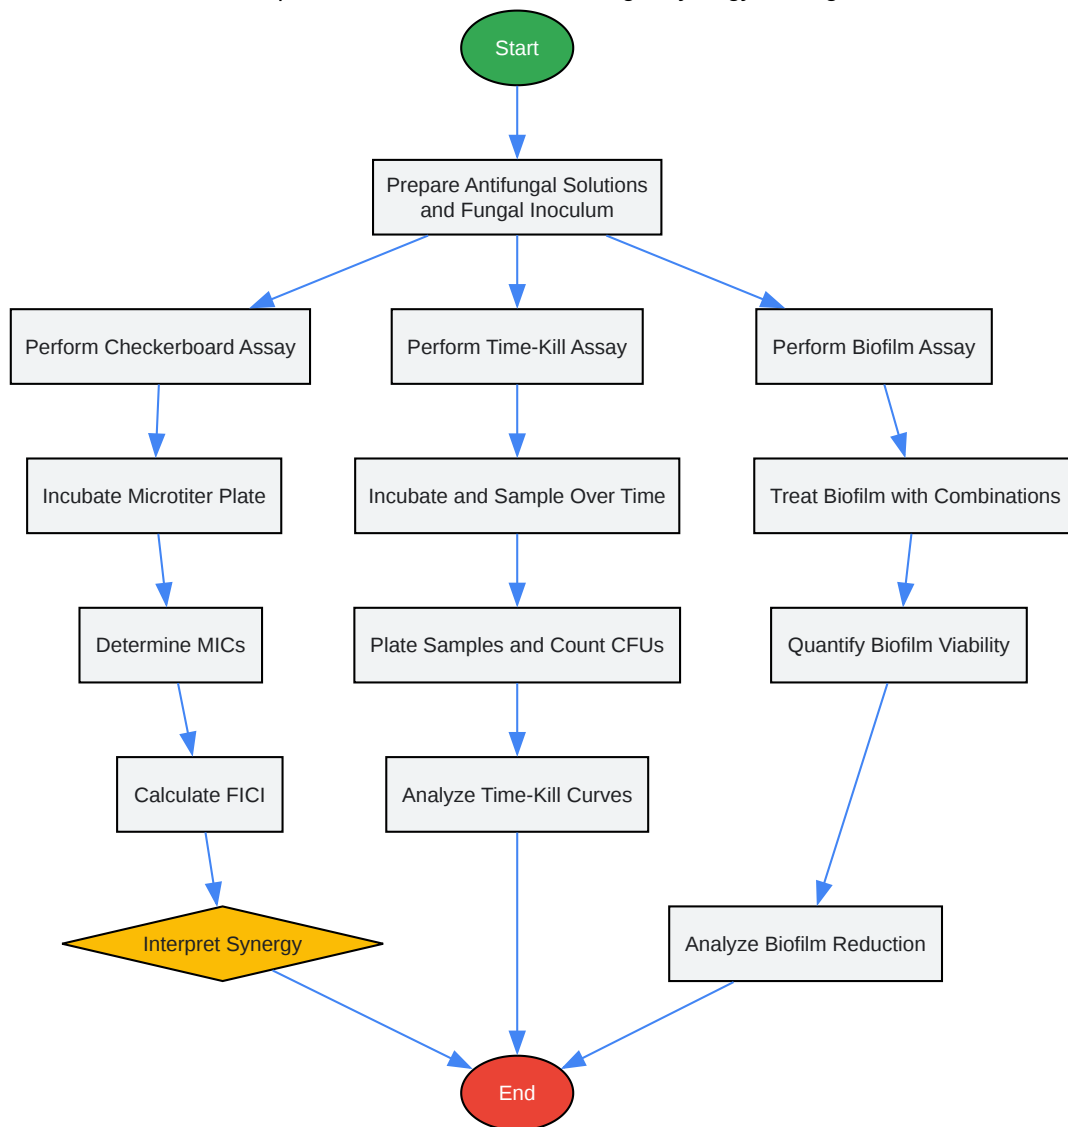 Start
Prepare Antifungal Solutions
and Fungal Inoculum
Perform Checkerboard Assay
Perform Time-Kill Assay
Perform Biofilm Assay
Incubate Microtiter Plate
Incubate and Sample Over Time
Treat Biofilm with Combinations
Determine MICs
Plate Samples and Count CFUs
Quantify Biofilm Viability
Calculate FICI
Analyze Time-Kill Curves
Interpret Synergy
Analyze Biofilm Reduction
End